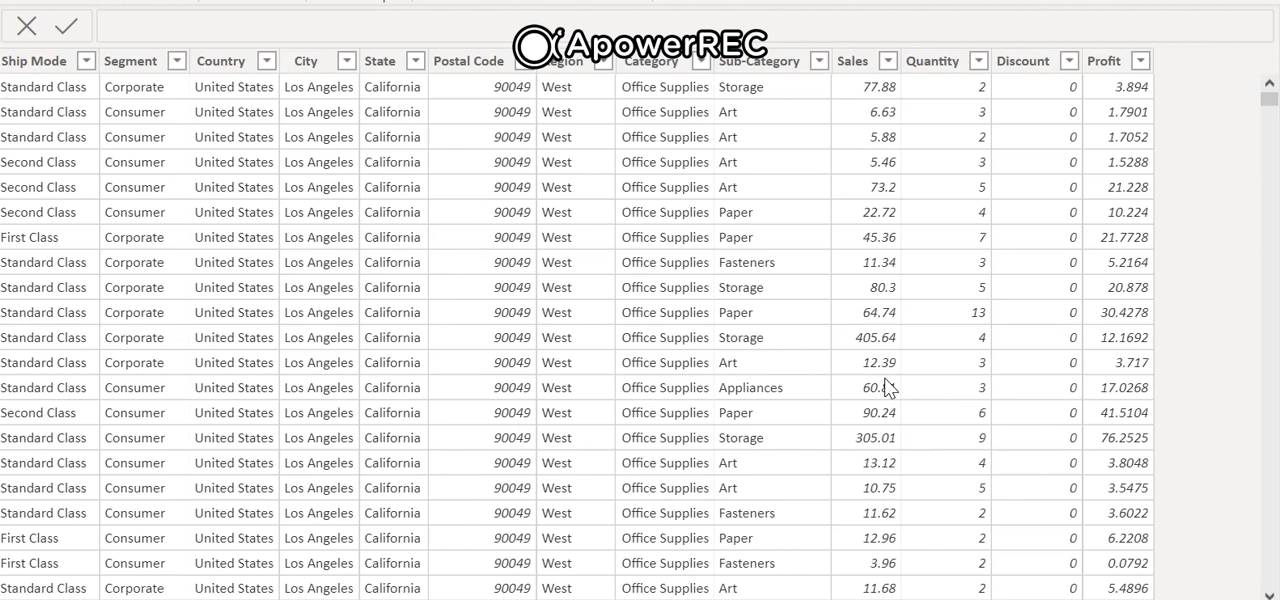 ApowerREC
Ship Mode Segment Country City State Postal Code Region Category Sub-Category Sales Quantity Discount Profit
Standard Class Corporate United States Los Angeles California 90049 West Office Supplies Storage 77.88 2 0 3.894
Standard Class Consumer United States Los Angeles California 90049 West Office Supplies Art 6.63 3 0 1.7901
Standard Class Consumer United States Los Angeles California 90049 West Office Supplies Art 5.88 2 0 1.7052
Second Class Consumer United States Los Angeles California 90049 West Office Supplies Art 5.46 3 0 1.5288
Second Class Consumer United States Los Angeles California 90049 West Office Supplies Art 73.2 5 0 21.228
Second Class Consumer United States Los Angeles California 90049 West Office Supplies Paper 22.72 4 0 10.224
First Class Corporate United States Los Angeles California 90049 West Office Supplies Paper 45.36 7 0 21.7728
Standard Class Corporate United States Los Angeles California 90049 West Office Supplies Fasteners 11.34 3 0 5.2164
Standard Class Corporate United States Los Angeles California 90049 West Office Supplies Storage 80.3 5 0 20.878
Standard Class Corporate United States Los Angeles California 90049 West Office Supplies Paper 64.74 13 0 30.4278
Standard Class Corporate United States Los Angeles California 90049 West Office Supplies Storage 405.64 4 0 12.1692
Standard Class Corporate United States Los Angeles California 90049 West Office Supplies Art 12.39 3 0 3.717
Standard Class Consumer United States Los Angeles California 90049 West Office Supplies Appliances 3 0 17.0268
Second Class Consumer United States Los Angeles California 90049 West Office Supplies Paper 90.24 6 0 41.5104
Standard Class Consumer United States Los Angeles California 90049 West Office Supplies Storage 305.01 9 0 76.2525
Standard Class Consumer United States Los Angeles California 90049 West Office Supplies Art 13.12 4 0 3.8048
Standard Class Consumer United States Los Angeles California 90049 West Office Supplies Art 10.75 5 0 3.5475
Standard Class Consumer United States Los Angeles California 90049 West Office Supplies Fasteners 11.62 2 0 3.6022
First Class Consumer United States Los Angeles California 90049 West Office Supplies Paper 12.96 2 0 6.2208
First Class Consumer United States Los Angeles California 90049 West Office Supplies Fasteners 3.96 2 0 0.0792
Standard Class Corporate United States Los Angeles California 90049 West Office Supplies Art 11.68 2 0 5.4896